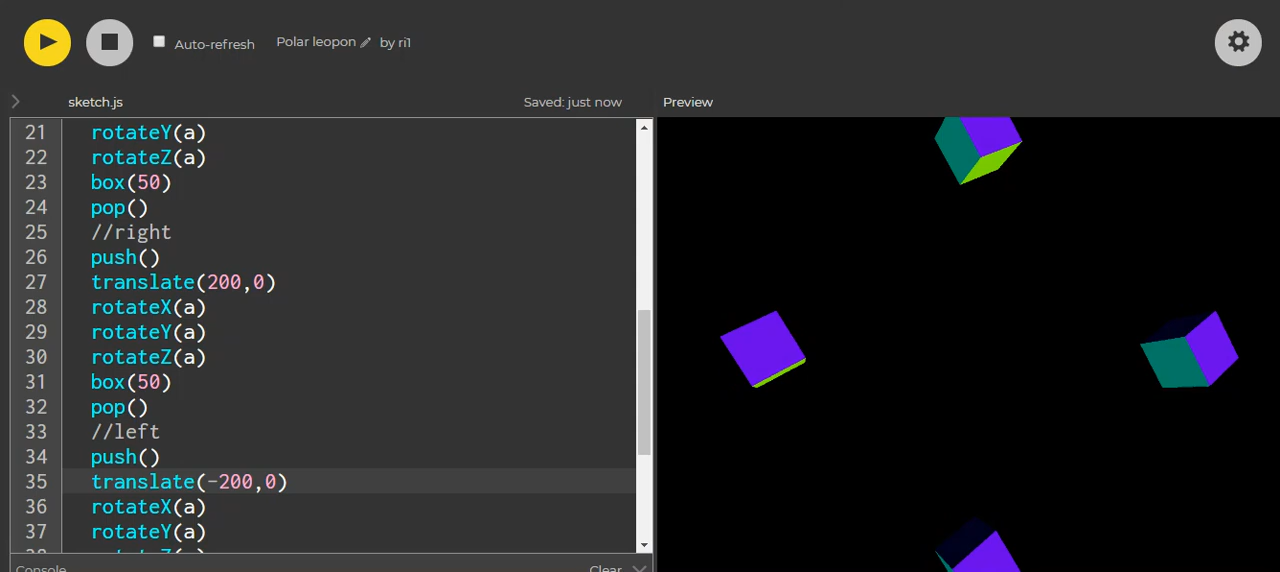 Auto-refresh
Polar leopon by ri1
sketch.js
Saved: just now
Preview
21 rotateY(a)
22 rotateZ(a)
23 box(50)
24 pop()
25 //right
26 push()
27 translate(200,0)
28 rotateX(a)
29 rotateY(a)
30 rotateZ(a)
31 box(50)
32 pop()
33 //left
34 push()
35 translate(-200,0)
36 rotateX(a)
37 rotateY(a)
38 rotateZ(a)
Console
Clear